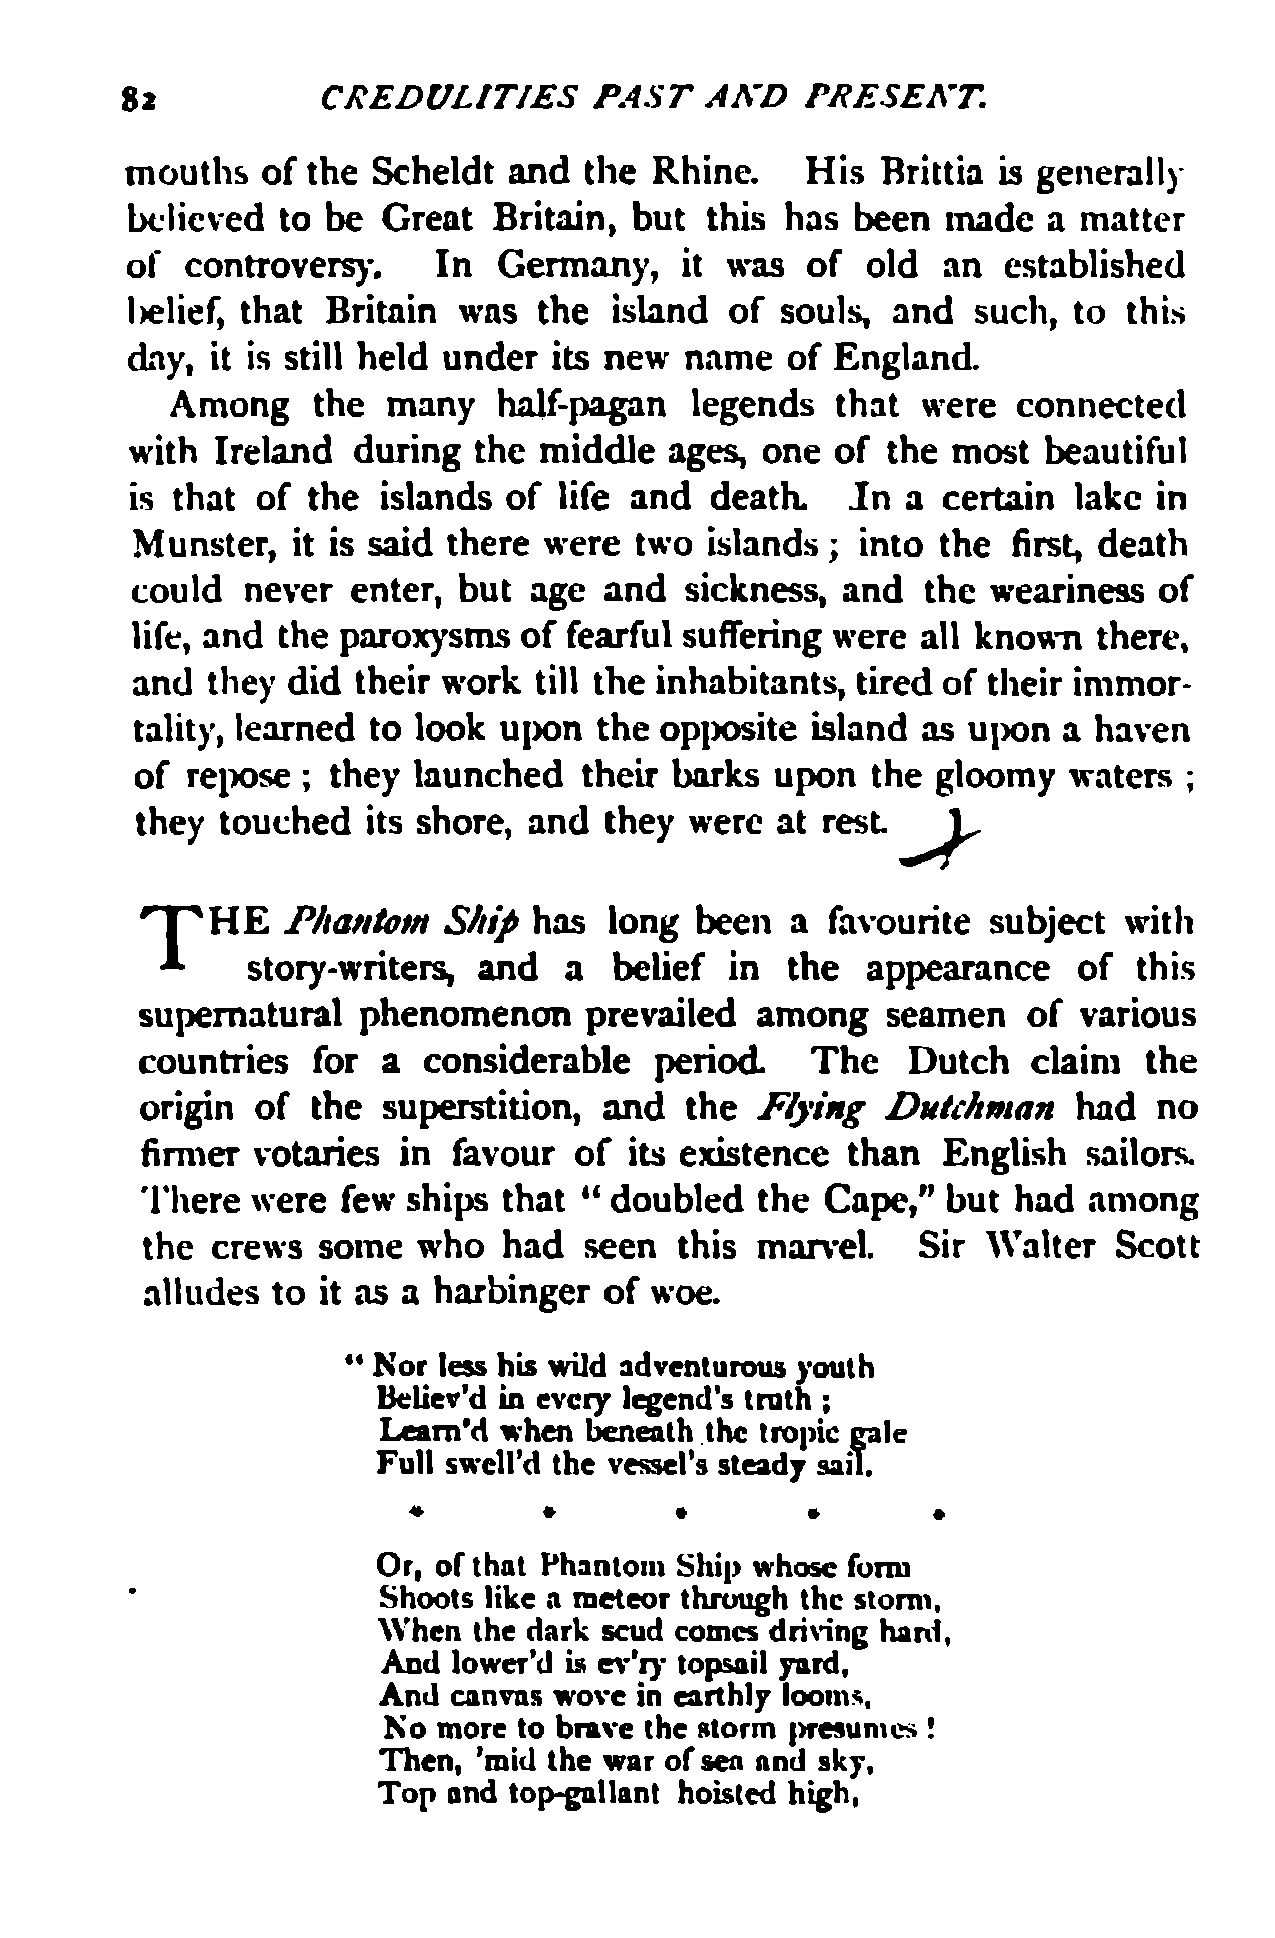 82 CREDULITIES PAST AND PRESENT.
mouths of the Scheldt and the Rhine. His Brittia is generally
believed to be Great Britain, but this has been made a matter
of controversy. In Germany, it was of old an established
belief, that Britain was the island of souls, and such, to this
day, it is still held under its new name of England.
Among the many half-pagan legends that were connected
with Ireland during the middle ages, one of the most beautiful
is that of the islands of life and death. In a certain lake in
Munster, it is said there were two islands ; into the first, death
could never enter, but age and sickness, and the weariness of
life, and the paroxysms of fearful suffering were all known there,
and they did their work till the inhabitants, tired of their immor-
tality, learned to look upon the opposite island as upon a haven
of repose ; they launched their barks upon the gloomy waters ;
they touched its shore, and they were at rest.
THE Phantom Ship has long been a favourite subject with
story-writers, and a belief in the appearance of this
supernatural phenomenon prevailed among seamen of various
countries for a considerable period. The Dutch claim the
origin of the superstition, and the Flying Dutchman had no
firmer votaries in favour of its existence than English sailors.
There were few ships that “ doubled the Cape,” but had among
the crews some who had seen this marvel. Sir Walter Scott
alludes to it as a harbinger of woe.
“ Nor less his wild adventurous youth
Believ'd in every legend's truth ;
Learn'd when beneath the tropic gale
Full swell'd the vessel's steady sail.
* * * * *
Or, of that Phantom Ship whose form
Shoots like a meteor through the storm,
When the dark scud comes driving hard,
And lower'd is ev'ry topsail yard,
And canvas wove in earthly looms,
No more to brave the storm presumes !
Then, 'mid the war of sea and sky,
Top and top-gallant hoisted high,